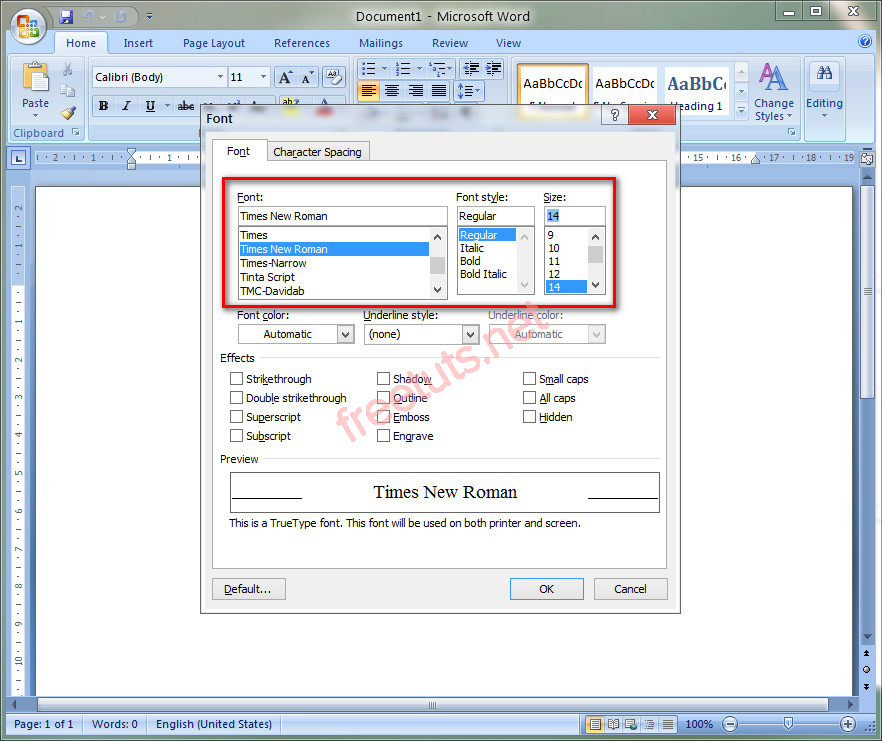 Document1 - Microsoft Word
Home Insert Page Layout References Mailings Review View
Calibri (Body) 11
AaBbCcDc AaBbCcDc AaBbCc
Paste
Heading 1
Change Styles
Editing
Clipboard
Font
Font Character Spacing
Font: Font style: Size:
Times New Roman Regular 14
Times Regular 9
Times New Roman Italic 10
Times-Narrow Bold 11
Tinta Script Bold Italic 12
TMC-Davidab 14
Font color: Underline style: Underline color:
Automatic (none) Automatic
Effects
Strikethrough Shadow Small caps
Double strikethrough Outline All caps
Superscript Emboss Hidden
Subscript Engrave
freetuts.net
Preview
Times New Roman
This is a TrueType font. This font will be used on both printer and screen.
Default... OK Cancel
Page: 1 of 1 Words: 0 English (United States) 100%